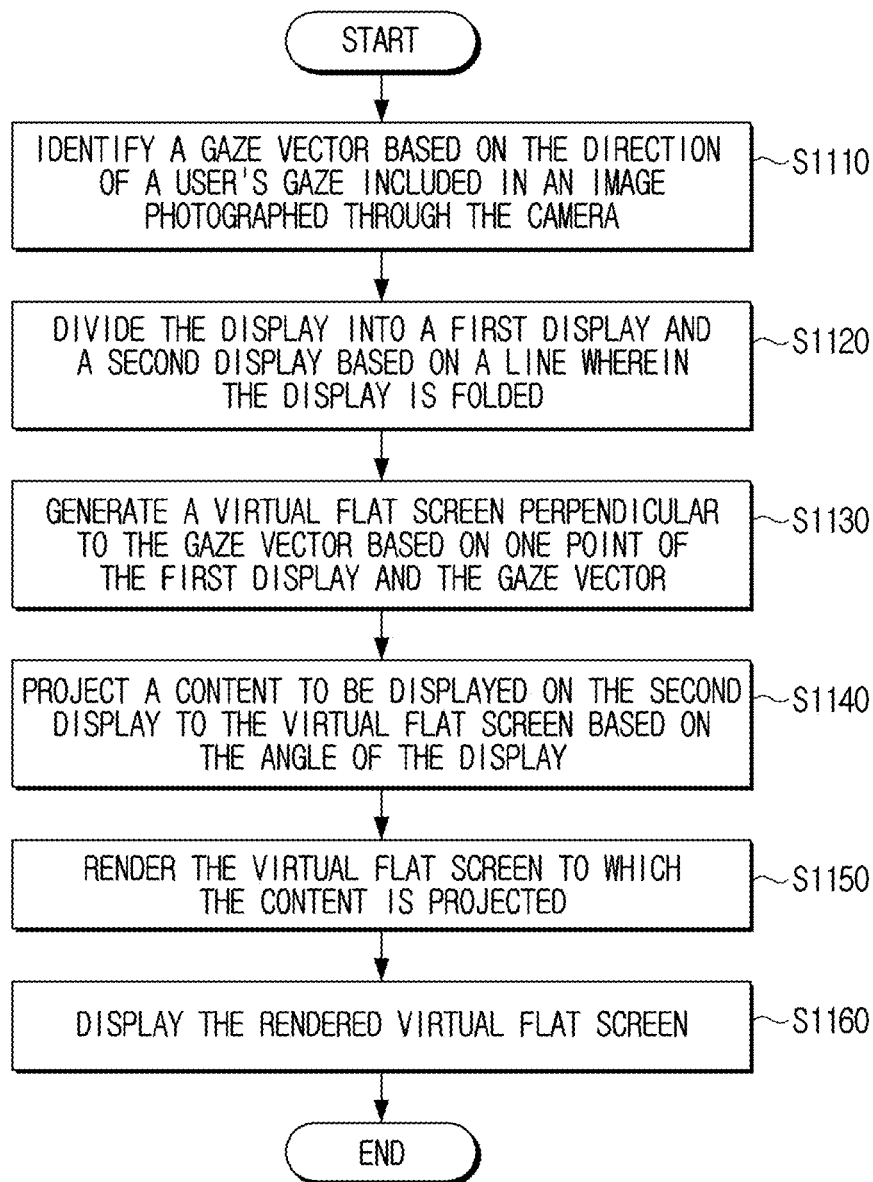 START
IDENTIFY A GAZE VECTOR BASED ON THE DIRECTION
OF A USER'S GAZE INCLUDED IN AN IMAGE
PHOTOGRAPHED THROUGH THE CAMERA
S1110
DIVIDE THE DISPLAY INTO A FIRST DISPLAY AND
A SECOND DISPLAY BASED ON A LINE WHEREIN
THE DISPLAY IS FOLDED
S1120
GENERATE A VIRTUAL FLAT SCREEN PERPENDICULAR
TO THE GAZE VECTOR BASED ON ONE POINT OF
THE FIRST DISPLAY AND THE GAZE VECTOR
S1130
PROJECT A CONTENT TO BE DISPLAYED ON THE SECOND
DISPLAY TO THE VIRTUAL FLAT SCREEN BASED ON
THE ANGLE OF THE DISPLAY
S1140
RENDER THE VIRTUAL FLAT SCREEN TO WHICH
THE CONTENT IS PROJECTED
S1150
DISPLAY THE RENDERED VIRTUAL FLAT SCREEN
S1160
END